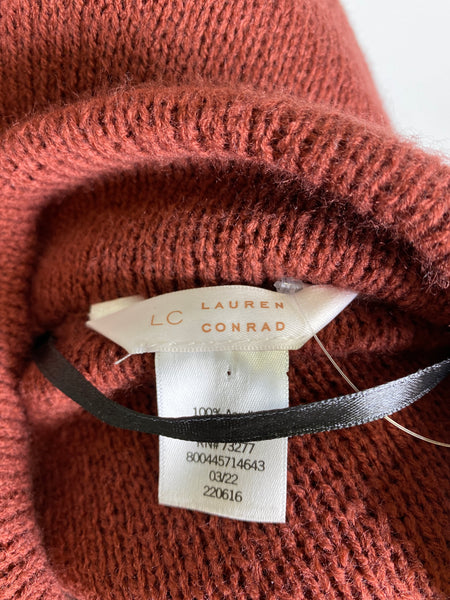 LC LAUREN
CONRAD
100%
RN# 73277
800445714643
03/22
220616